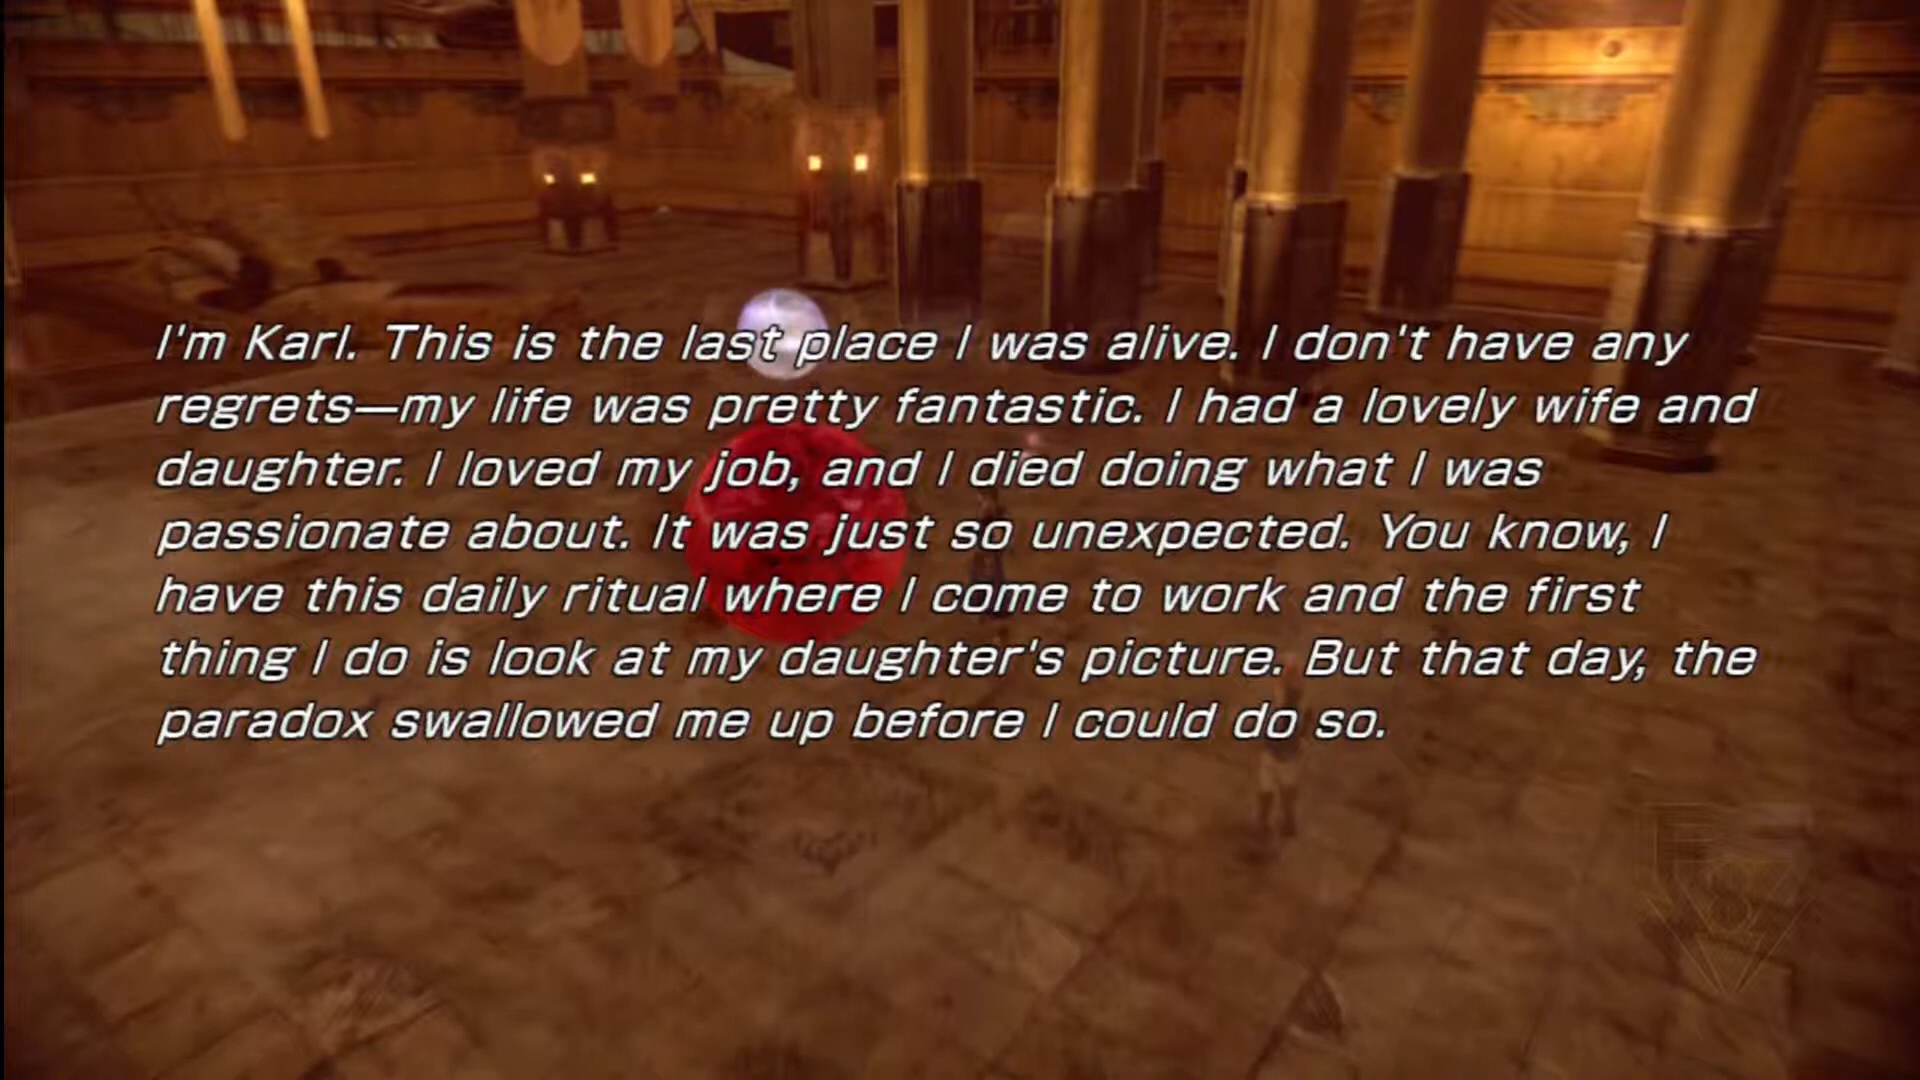 I'm Karl. This is the last place I was alive. I don't have any
regrets—my life was pretty fantastic. I had a lovely wife and
daughter. I loved my job, and I died doing what I was
passionate about. It was just so unexpected. You know, I
have this daily ritual where I come to work and the first
thing I do is look at my daughter's picture. But that day, the
paradox swallowed me up before I could do so.